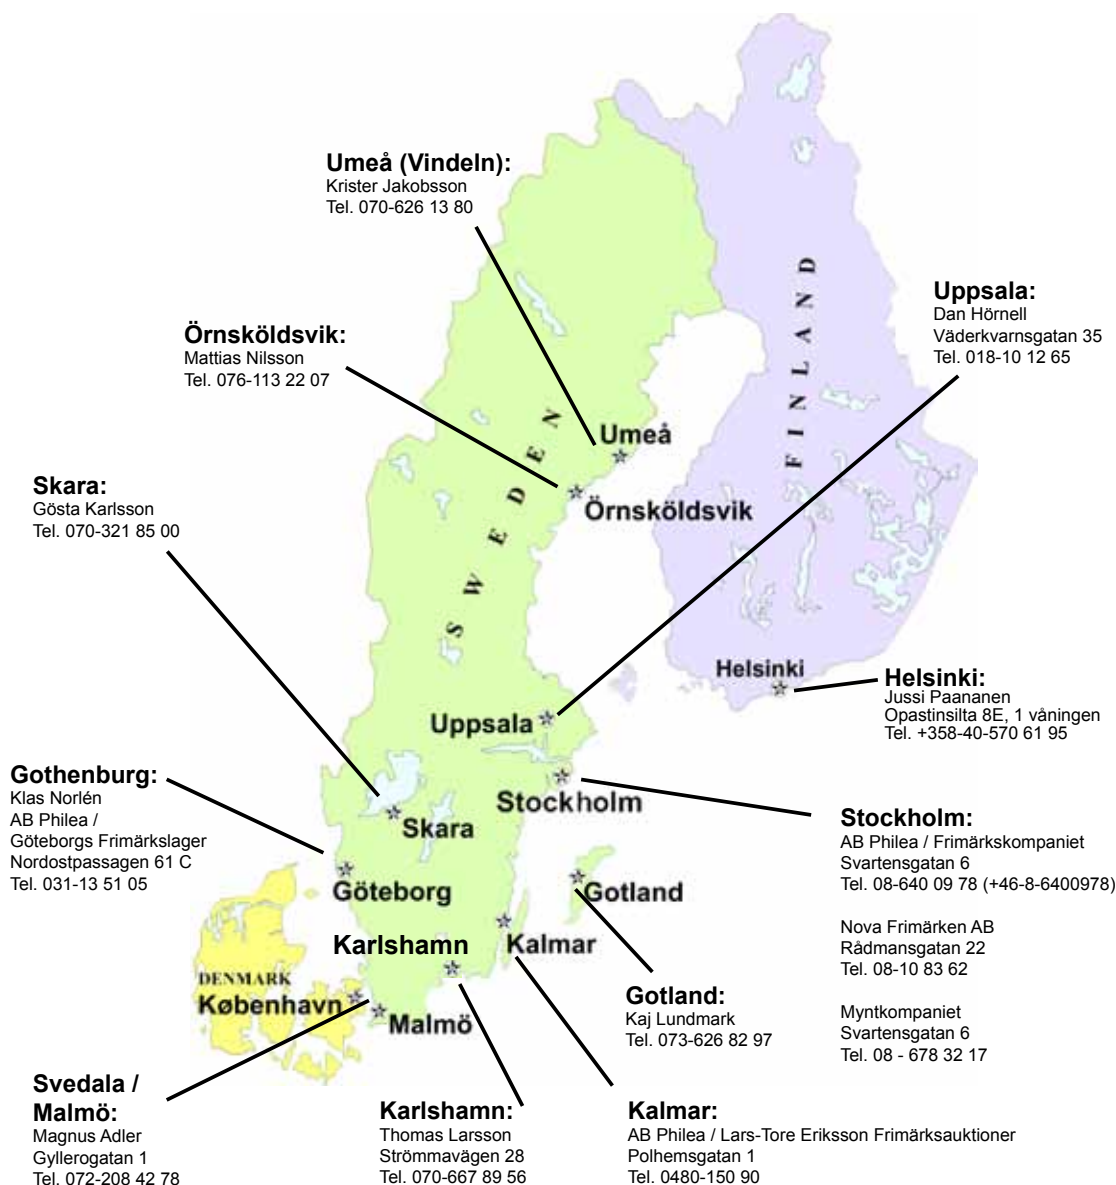 Umeå (Vindeln):
Krister Jakobsson
Tel. 070-626 13 80
Örnsköldsvik:
Mattias Nilsson
Tel. 076-113 22 07
Uppsala:
Dan Hörnell
Väderkvarnsgatan 35
Tel. 018-10 12 65
Skara:
Gösta Karlsson
Tel. 070-321 85 00
FINLAND
SWEDEN
Umeå
Örnsköldsvik
Helsinki
Helsinki:
Jussi Paananen
Opastinsilta 8E, 1 våningen
Tel. +358-40-570 61 95
Uppsala
Stockholm
Skara
Göteborg
Gotland
Kalmar
Karlshamn
DENMARK
København
Malmö
Gothenburg:
Klas Norlén
AB Philea /
Göteborgs Frimärkslager
Nordostpassagen 61 C
Tel. 031-13 51 05
Stockholm:
AB Philea / Frimärkskompaniet
Svartensgatan 6
Tel. 08-640 09 78 (+46-8-6400978)
Nova Frimärken AB
Rådmansgatan 22
Tel. 08-10 83 62
Myntkompaniet
Svartensgatan 6
Tel. 08 - 678 32 17
Gotland:
Kaj Lundmark
Tel. 073-626 82 97
Svedala /
Malmö:
Magnus Adler
Gyllerogatan 1
Tel. 072-208 42 78
Karlshamn:
Thomas Larsson
Strömmavägen 28
Tel. 070-667 89 56
Kalmar:
AB Philea / Lars-Tore Eriksson Frimärksauktioner
Polhemsgatan 1
Tel. 0480-150 90